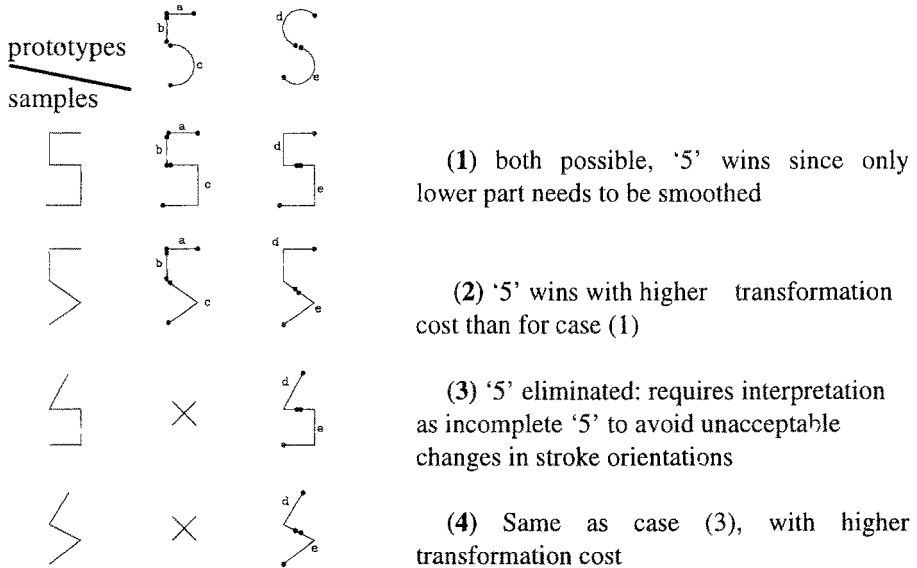 a d
b
prototypes
c
e
samples
a
b d
c e
(1) both possible, ‘5’ wins since only
lower part needs to be smoothed
a d
b
c e
(2) ‘5’ wins with higher transformation
cost than for case (1)
d
e
(3) ‘5’ eliminated: requires interpretation
as incomplete ‘5’ to avoid unacceptable
changes in stroke orientations
d
e
(4) Same as case (3), with higher
transformation cost